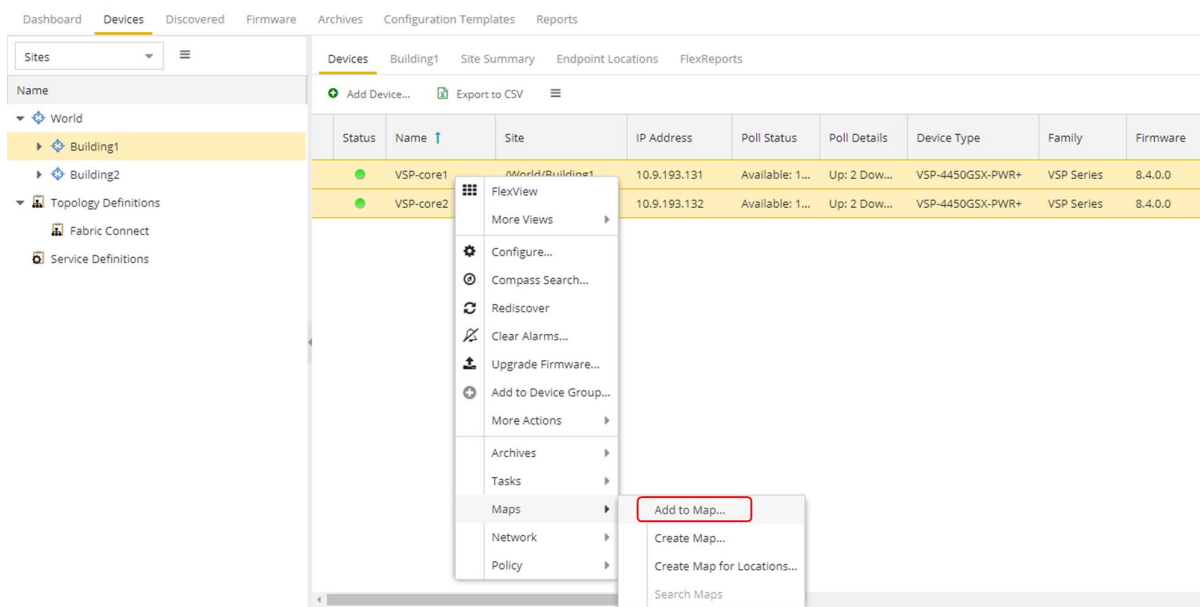 Dashboard Devices Discovered Firmware Archives Configuration Templates Reports
Sites
Name
World
Building1
Building2
Topology Definitions
Fabric Connect
Service Definitions
Devices Building1 Site Summary Endpoint Locations FlexReports
Add Device... Export to CSV
Status Name Site IP Address Poll Status Poll Details Device Type Family Firmware
VSP-core1 /World/Building1 10.9.193.131 Available: 1... Up: 2 Dow... VSP-4450GSX-PWR+ VSP Series 8.4.0.0
VSP-core2 10.9.193.132 Available: 1... Up: 2 Dow... VSP-4450GSX-PWR+ VSP Series 8.4.0.0
FlexView
More Views
Configure...
Compass Search...
Rediscover
Clear Alarms...
Upgrade Firmware...
Add to Device Group...
More Actions
Archives
Tasks
Maps
Network
Policy
Add to Map...
Create Map...
Create Map for Locations...
Search Maps